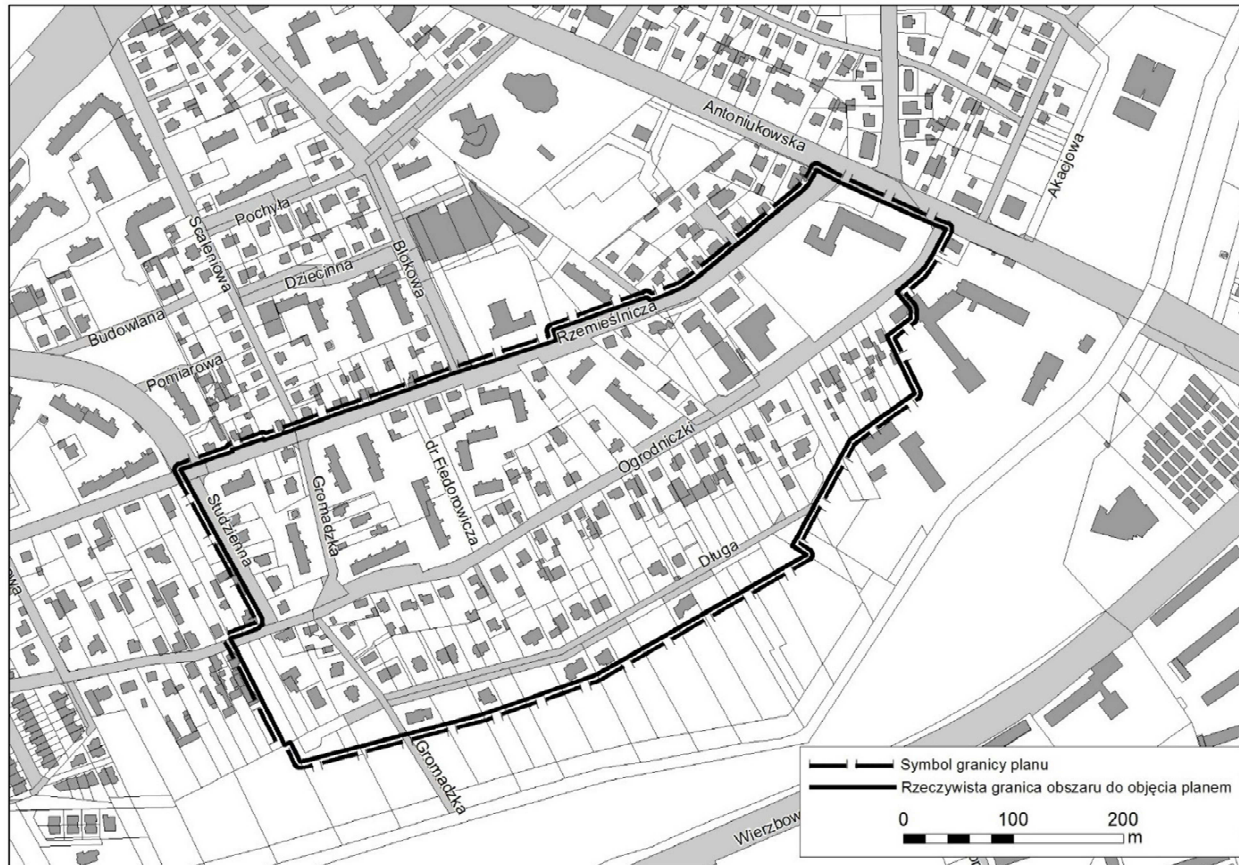 Antoniukowska
Akacjowa
Pochyła
Scaleniowa
Blokowa
Dziecinna
Budowlana
Rzemieślnicza
Pomiarowa
Ogrodniczki
dr Fiedorowicza
Gromadzka
Studzienna
Długa
Gromadzka
Symbol granicy planu
Rzeczywista granica obszaru do objęcia planem
0 100 200
m